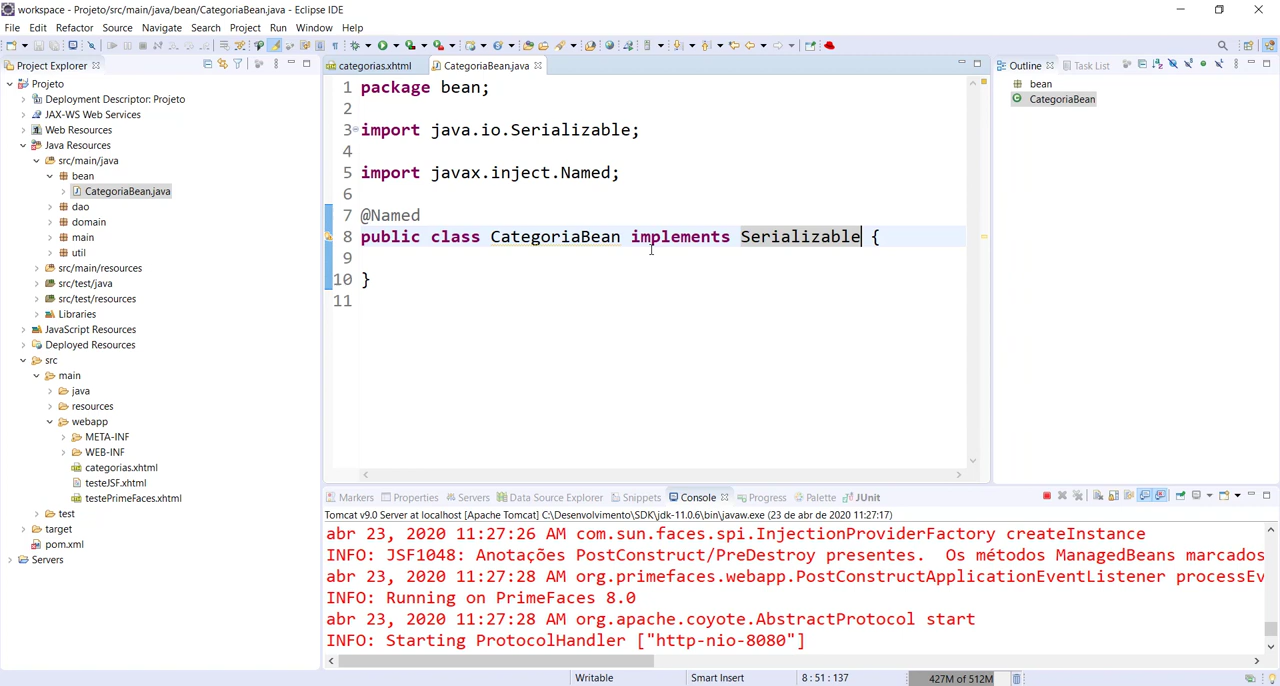 workspace - Projeto/src/main/java/bean/CategoriaBean.java - Eclipse IDE
File Edit Refactor Source Navigate Search Project Run Window Help
Project Explorer
Projeto
Deployment Descriptor: Projeto
JAX-WS Web Services
Web Resources
Java Resources
src/main/java
bean
CategoriaBean.java
dao
domain
main
util
src/main/resources
src/test/java
src/test/resources
Libraries
JavaScript Resources
Deployed Resources
src
main
java
resources
webapp
META-INF
WEB-INF
categorias.xhtml
testeJSF.xhtml
testePrimeFaces.xhtml
test
target
pom.xml
Servers
categorias.xhtml CategoriaBean.java
1 package bean;
2
3 import java.io.Serializable;
4
5 import javax.inject.Named;
6
7 @Named
8 public class CategoriaBean implements Serializable {
9
10 }
11
Outline Task List
bean
CategoriaBean
Markers Properties Servers Data Source Explorer Snippets Console Progress Palette JUnit
Tomcat v9.0 Server at localhost [Apache Tomcat] C:\Desenvolvimento\SDK\jdk-11.0.6\bin\javaw.exe (23 de abr de 2020 11:27:17)
abr 23, 2020 11:27:26 AM com.sun.faces.spi.InjectionProviderFactory createInstance
INFO: JSF1048: Anotações PostConstruct/PreDestroy presentes. Os métodos ManagedBeans marcados
abr 23, 2020 11:27:28 AM org.primefaces.webapp.PostConstructApplicationEventListener processEv
INFO: Running on PrimeFaces 8.0
abr 23, 2020 11:27:28 AM org.apache.coyote.AbstractProtocol start
INFO: Starting ProtocolHandler ["http-nio-8080"]
Writable Smart Insert 8 : 51 : 137 427M of 512M